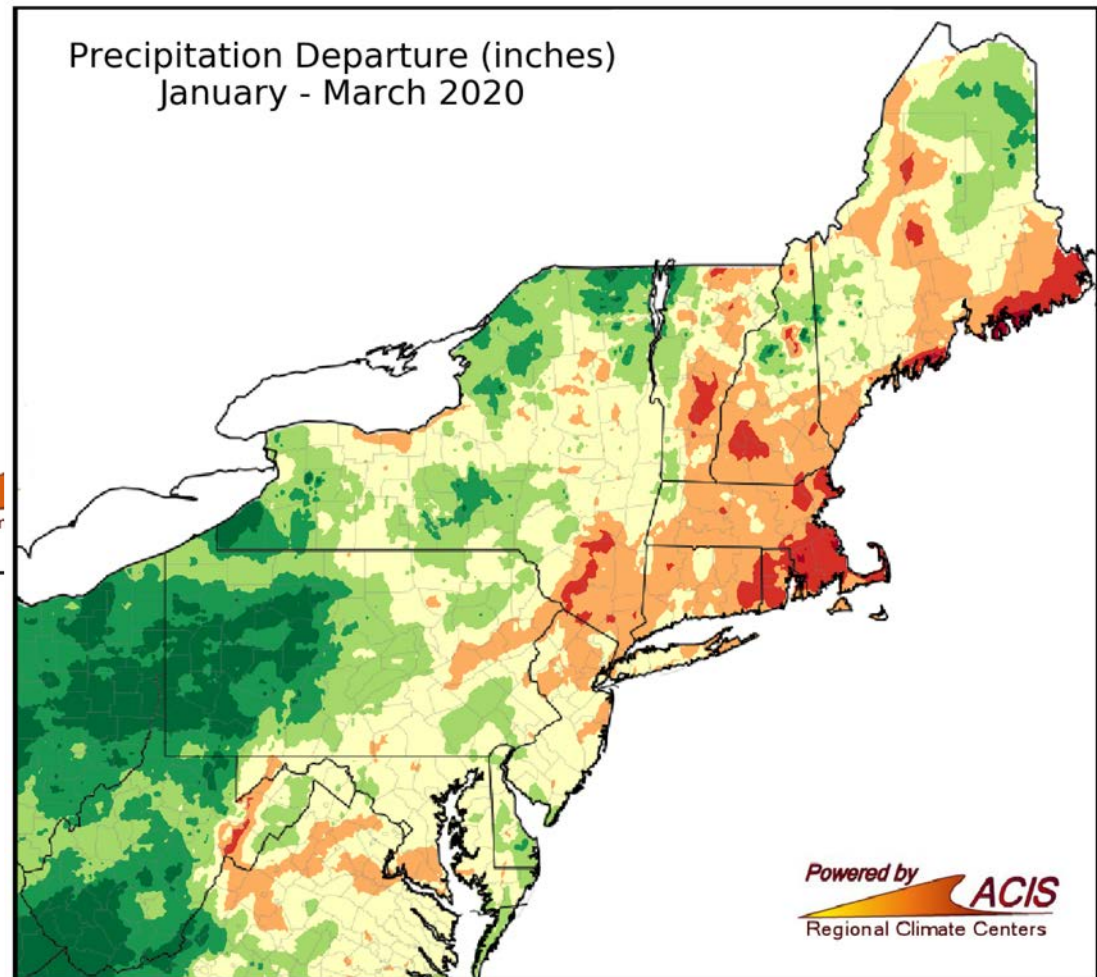 Precipitation Departure (inches)
January - March 2020
Powered by
ACIS
Regional Climate Centers